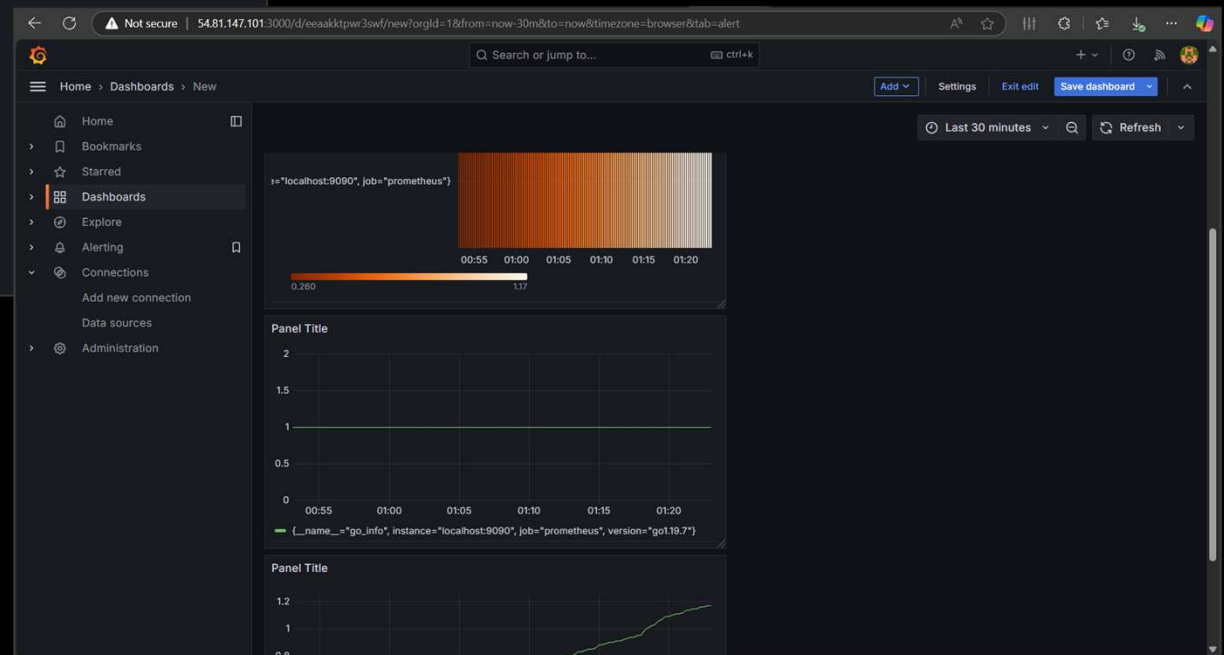 Not secure 54.81.147.101:3000/d/eeaakktpwr3swf/new?orgId=1&from=now-30m&to=now&timezone=browser&tab=alert
Search or jump to... ctrl+k
Home > Dashboards > New
Add Settings Exit edit Save dashboard
Last 30 minutes Refresh
Home
Bookmarks
Starred
Dashboards
Explore
Alerting
Connections
Add new connection
Data sources
Administration
="localhost:9090", job="prometheus"}
00:55 01:00 01:05 01:10 01:15 01:20
0.260 1.17
Panel Title
2
1.5
1
0.5
0
00:55 01:00 01:05 01:10 01:15 01:20
{__name__="go_info", instance="localhost:9090", job="prometheus", version="go1.19.7"}
Panel Title
1.2
1
0.8